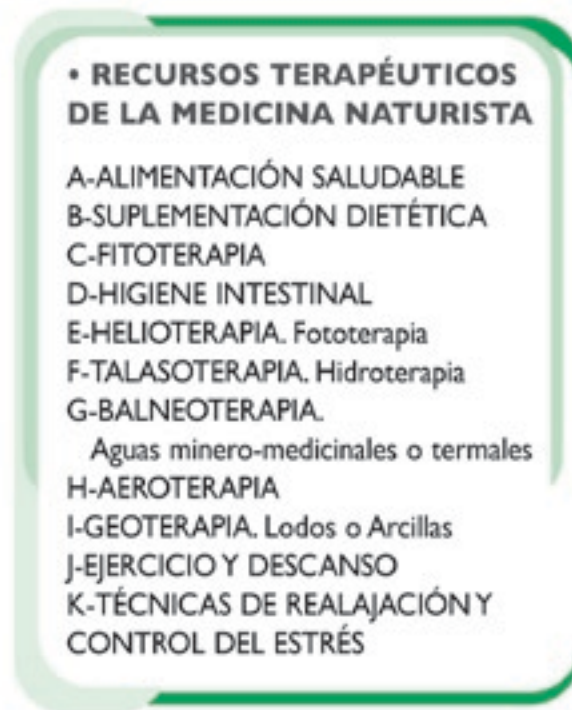 • RECURSOS TERAPÉUTICOS
DE LA MEDICINA NATURISTA
A-ALIMENTACIÓN SALUDABLE
B-SUPLEMENTACIÓN DIETÉTICA
C-FITOTERAPIA
D-HIGIENE INTESTINAL
E-HELIOTERAPIA. Fototerapia
F-TALASOTERAPIA. Hidroterapia
G-BALNEOTERAPIA.
Aguas minero-medicinales o termales
H-AEROTERAPIA
I-GEOTERAPIA. Lodos o Arcillas
J-EJERCICIO Y DESCANSO
K-TÉCNICAS DE REALAJACIÓN Y
CONTROL DEL ESTRÉS